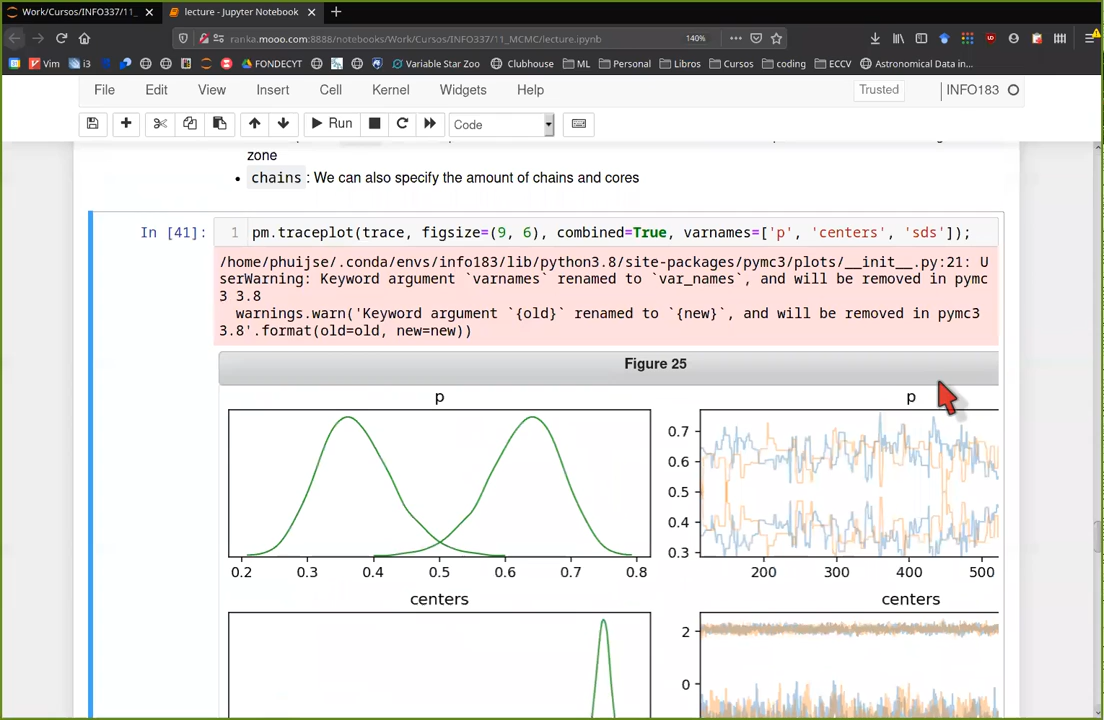 Work/Cursos/INFO337/11_
lecture - Jupyter Notebook
ranka.mooo.com:8888/notebooks/Work/Cursos/INFO337/11_MCMC/lecture.ipynb
140%
Vim
i3
FONDECYT
Variable Star Zoo
Clubhouse
ML
Personal
Libros
Cursos
coding
ECCV
Astronomical Data in...
File Edit View Insert Cell Kernel Widgets Help
Trusted
INFO183
Run
Code
zone
• chains : We can also specify the amount of chains and cores
In [41]:
1 pm.traceplot(trace, figsize=(9, 6), combined=True, varnames=['p', 'centers', 'sds']);
/home/phuijse/.conda/envs/info183/lib/python3.8/site-packages/pymc3/plots/__init__.py:21: U
serWarning: Keyword argument `varnames` renamed to `var_names`, and will be removed in pymc
3 3.8
warnings.warn('Keyword argument `{old}` renamed to `{new}`, and will be removed in pymc3
3.8'.format(old=old, new=new))
Figure 25
p
0.2 0.3 0.4 0.5 0.6 0.7 0.8
p
0.7
0.6
0.5
0.4
0.3
200 300 400 500
centers
centers
2
0